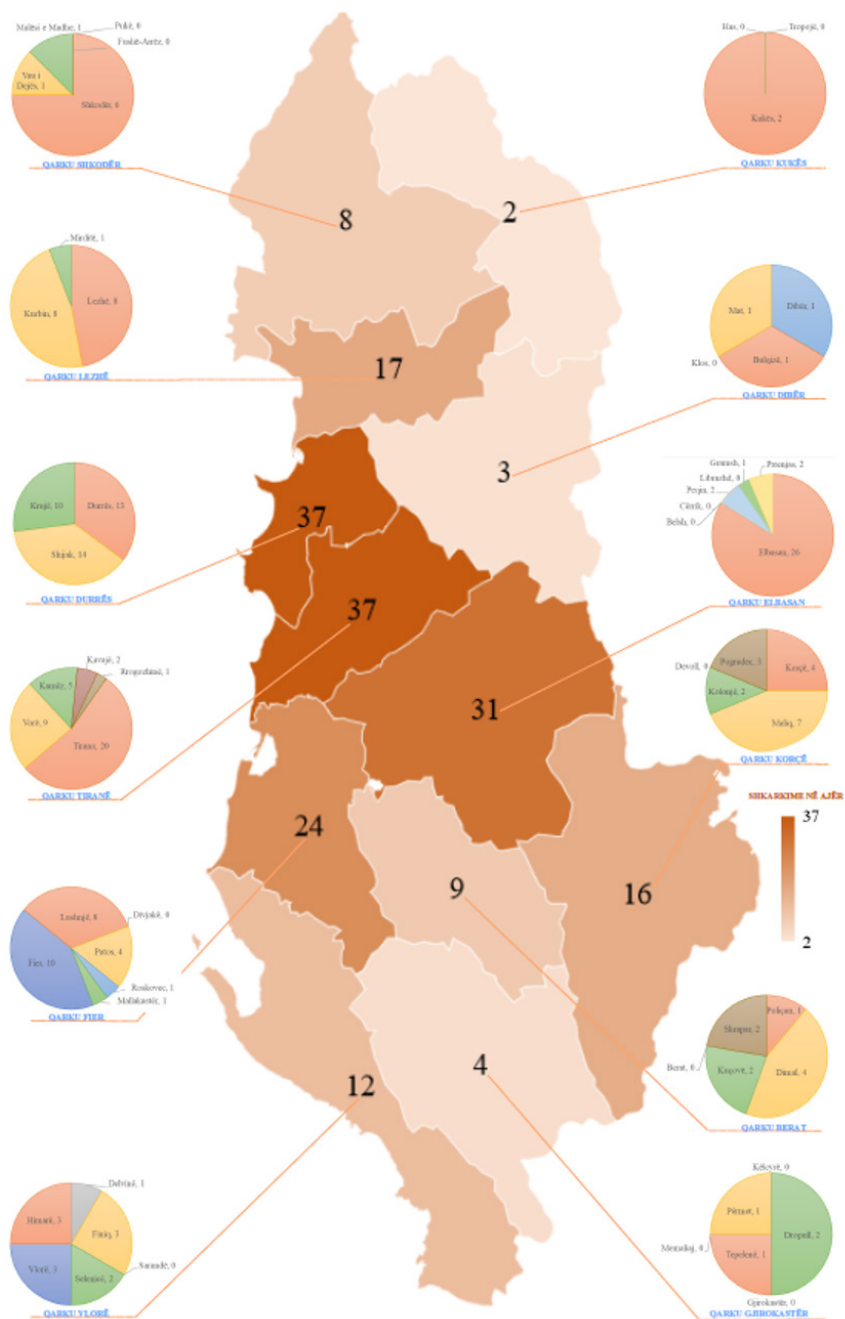 Malësi e Madhe, 1
Pukë, 0
Fushë-Arrëz, 0
Vau i
Dejës, 1
Shkodër, 6
QARKU SHKODËR
Has, 0
Tropojë, 0
Kukës, 2
QARKU KUKËS
8
2
Mirditë, 1
Kurbin, 8
Lezhë, 8
QARKU LEZHË
17
Mat, 1
Dibër, 1
Klos, 0
Bulqizë, 1
QARKU DIBËR
3
Krujë, 10
Durrës, 13
Shijak, 14
QARKU DURRËS
37
Gramsh, 1
Prrenjas, 2
Librazhd, 0
Peqin, 2
Cërrik, 0
Belsh, 0
Elbasan, 26
QARKU ELBASAN
37
31
Kavajë, 2
Rrogozhinë, 1
Kamëz, 5
Vorë, 9
Tirana, 20
QARKU TIRANË
Pogradec, 3
Korçë, 4
Devoll, 0
Kolonjë, 2
Maliq, 7
QARKU KORÇË
SHKARKIME NË AJËR
37
2
24
9
16
Lushnjë, 8
Divjakë, 0
Patos, 4
Fier, 10
Roskovec, 1
Mallakastër, 1
QARKU FIER
Skrapar, 2
Poliçan, 1
Berat, 0
Kuçovë, 2
Dimal, 4
QARKU BERAT
12
4
Delvinë, 1
Himarë, 3
Finiq, 3
Sarandë, 0
Vlorë, 3
Selenicë, 2
QARKU VLORË
Këlcyrë, 0
Përmet, 1
Dropull, 2
Memaliaj, 0
Tepelenë, 1
Gjirokastër, 0
QARKU GJIROKASTËR